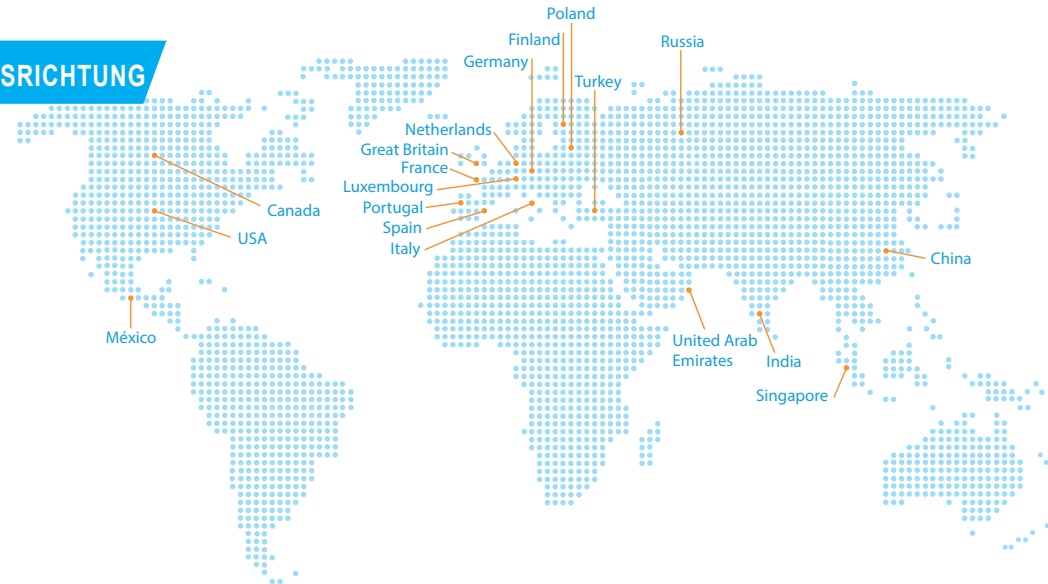 SRICHTUNG
Poland
Finland
Russia
Germany
Turkey
Netherlands
Great Britain
France
Luxembourg
Portugal
Spain
Italy
Canada
USA
China
México
United Arab
Emirates
India
Singapore